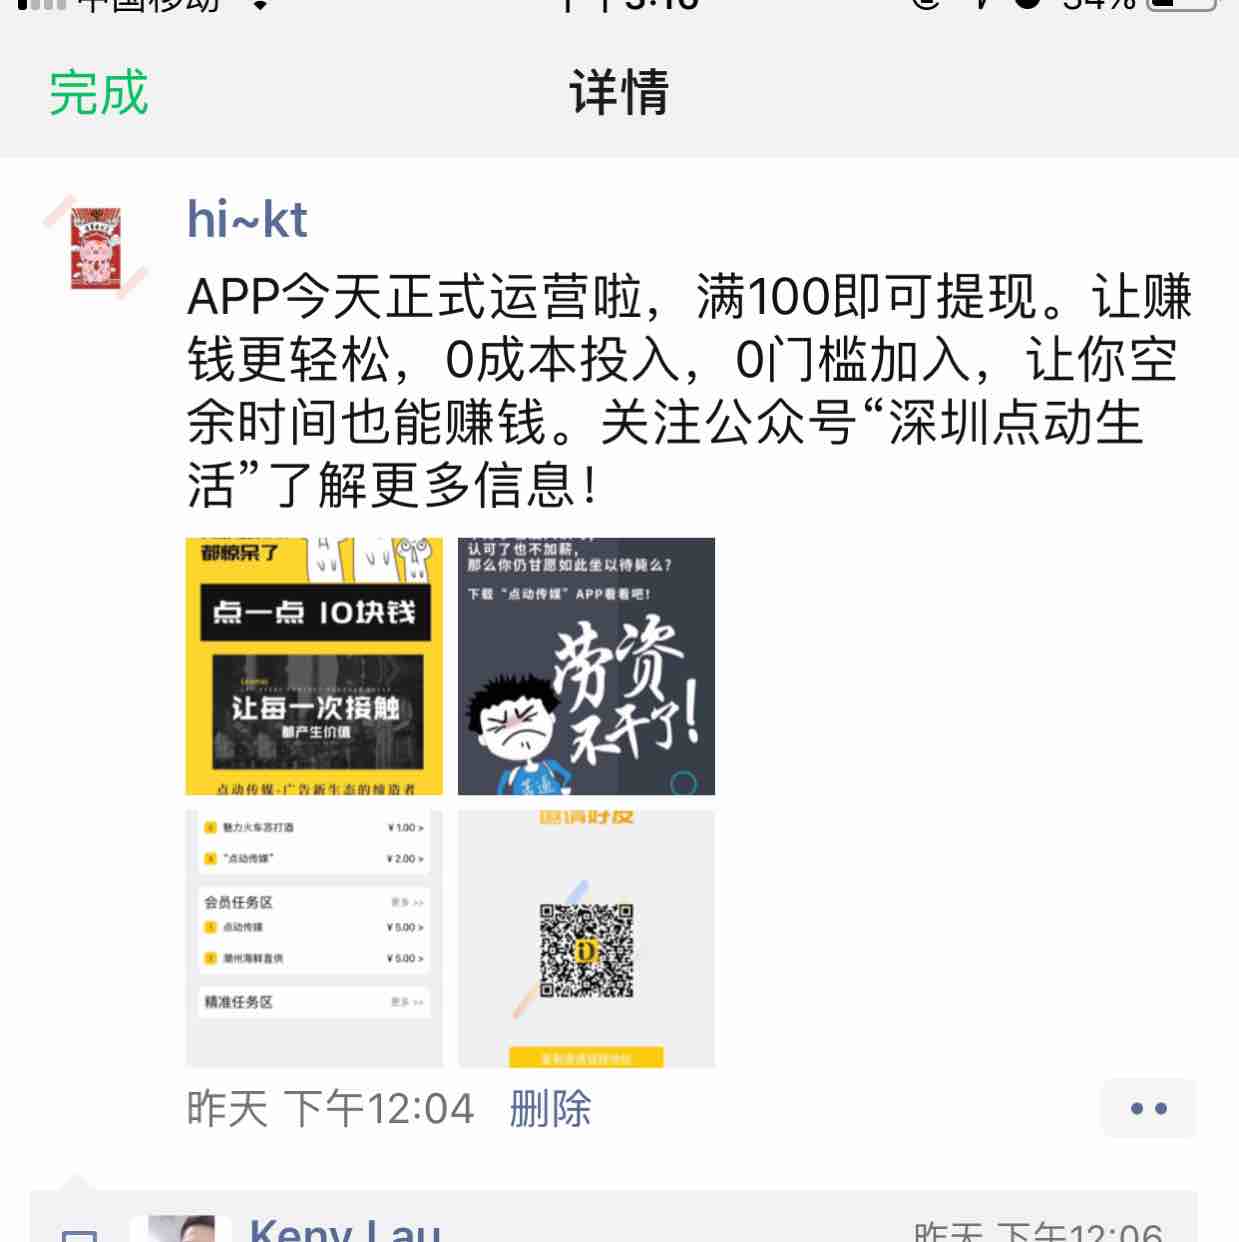 完成
详情
hi~kt
APP今天正式运营啦，满100即可提现。让赚
钱更轻松，0成本投入，0门槛加入，让你空
余时间也能赚钱。关注公众号“深圳点动生
活”了解更多信息！
都惊呆了
点一点 10块钱
让每一次接触
都产生价值
点动传媒-广告新生态的缔造者
认可了也不加薪，
那么你仍甘愿如此坐以待毙么？
下载“点动传媒”APP看看吧！
劳资
不干了！
魅力火车苏打酒 ¥1.00 >
“点动传媒” ¥2.00 >
会员任务区 更多 >>
点动传媒 ¥5.00 >
潮州海鲜直供 ¥5.00 >
精准任务区 更多 >>
邀请好友
昨天 下午12:04 删除
Keny Lau
昨天 下午12:06